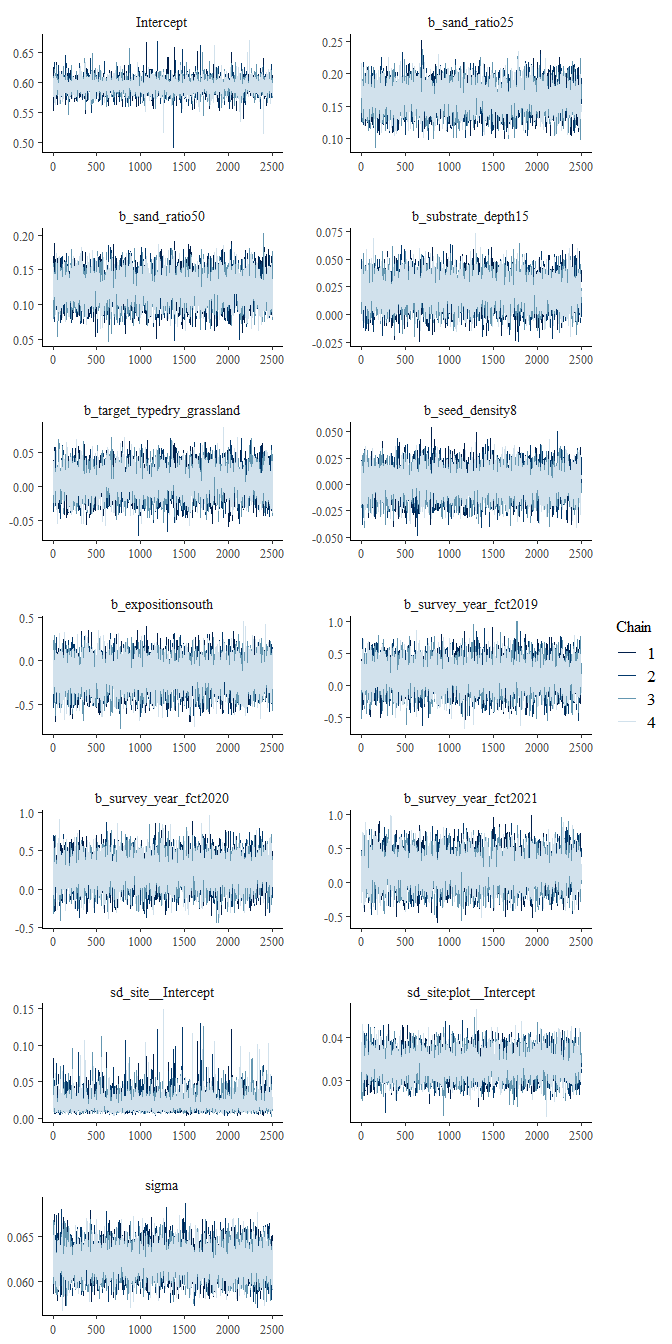 Intercept
b_sand_ratio25
0.65
0.60
0.55
0.50
0 500 1000 1500 2000 2500
0.25
0.20
0.15
0.10
0 500 1000 1500 2000 2500
b_sand_ratio50
b_substrate_depth15
0.20
0.15
0.10
0.05
0 500 1000 1500 2000 2500
0.075
0.050
0.025
0.000
-0.025
0 500 1000 1500 2000 2500
b_target_typedry_grassland
b_seed_density8
0.05
0.00
-0.05
0 500 1000 1500 2000 2500
0.050
0.025
0.000
-0.025
-0.050
0 500 1000 1500 2000 2500
b_expositionsouth
b_survey_year_fct2019
0.5
0.0
-0.5
0 500 1000 1500 2000 2500
1.0
0.5
0.0
-0.5
0 500 1000 1500 2000 2500
Chain
1
2
3
4
b_survey_year_fct2020
b_survey_year_fct2021
1.0
0.5
0.0
-0.5
0 500 1000 1500 2000 2500
1.0
0.5
0.0
-0.5
0 500 1000 1500 2000 2500
sd_site__Intercept
sd_site:plot__Intercept
0.15
0.10
0.05
0.00
0 500 1000 1500 2000 2500
0.04
0.03
0 500 1000 1500 2000 2500
sigma
0.065
0.060
0 500 1000 1500 2000 2500